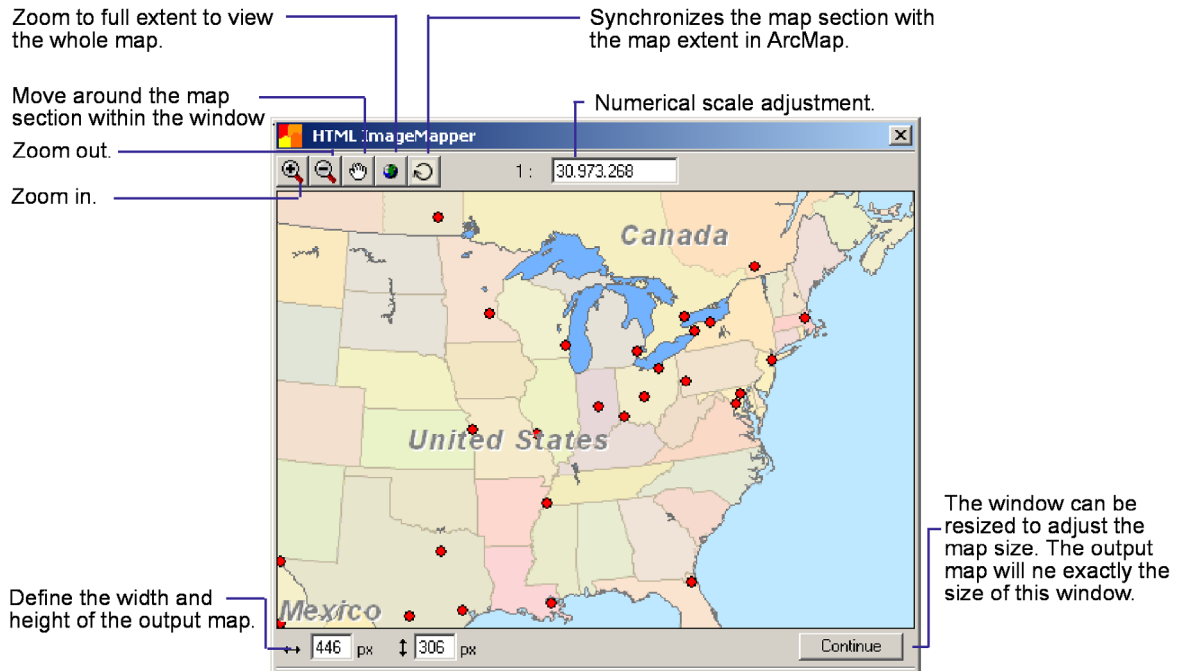 Zoom to full extent to view
the whole map.
Synchronizes the map section with
the map extent in ArcMap.
Move around the map
section within the window
Numerical scale adjustment.
Zoom out.
Zoom in.
HTML ImageMapper
1 :
30.973.268
Canada
United States
Mexico
The window can be
resized to adjust the
map size. The output
map will ne exactly the
size of this window.
Define the width and
height of the output map.
446 px
306 px
Continue